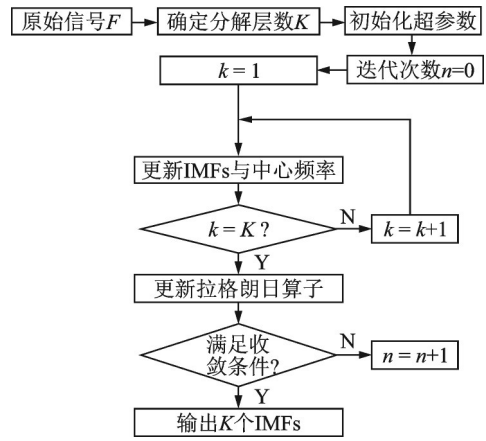 原始信号F
确定分解层数K
初始化超参数
迭代次数n=0
k = 1
更新IMFs与中心频率
k = K ?
N
k = k+1
Y
更新拉格朗日算子
满足收
敛条件?
N
n = n+1
Y
输出K个IMFs